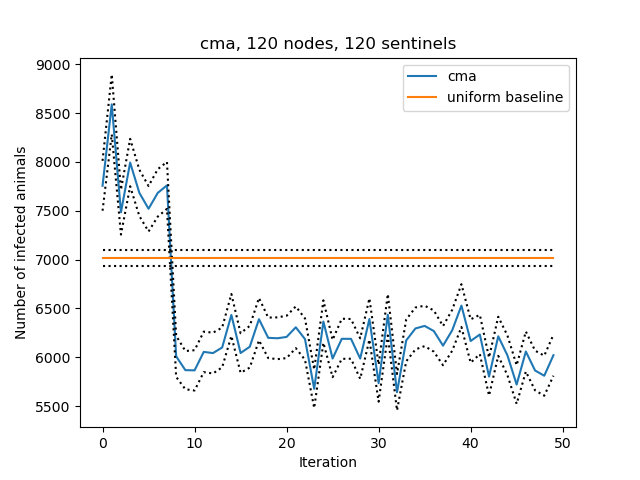 cma, 120 nodes, 120 sentinels
cma
uniform baseline
Number of infected animals
9000
8500
8000
7500
7000
6500
6000
5500
0
10
20
30
40
50
Iteration